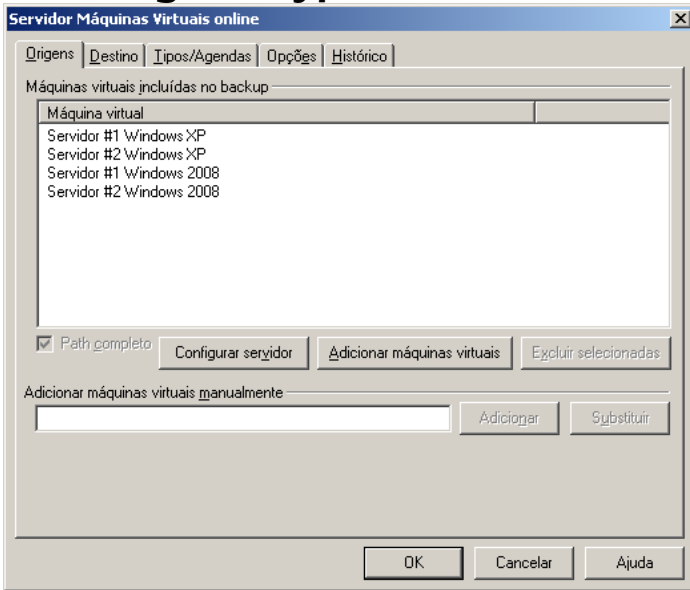 Servidor Máquinas Virtuais online
Origens Destino Tipos/Agendas Opções Histórico
Máquinas virtuais incluídas no backup
Máquina virtual
Servidor #1 Windows XP
Servidor #2 Windows XP
Servidor #1 Windows 2008
Servidor #2 Windows 2008
Path completo Configurar servidor Adicionar máquinas virtuais Excluir selecionadas
Adicionar máquinas virtuais manualmente
Adicionar Substituir
OK Cancelar Ajuda